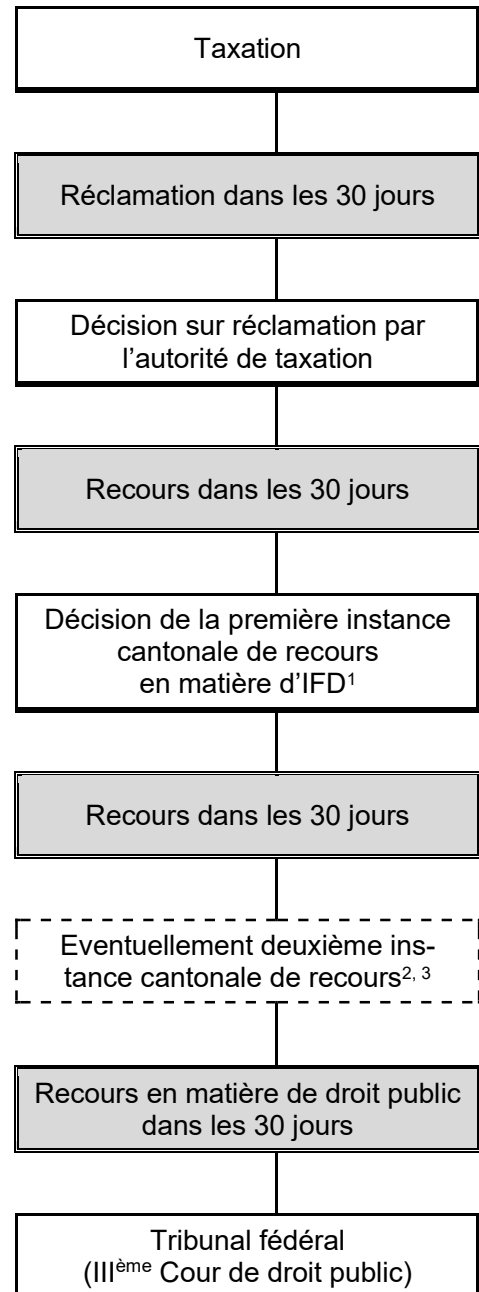 Taxation
Réclamation dans les 30 jours
Décision sur réclamation par
l’autorité de taxation
Recours dans les 30 jours
Décision de la première instance
cantonale de recours
en matière d’IFD¹
Recours dans les 30 jours
Eventuellement deuxième ins-
tance cantonale de recours², ³
Recours en matière de droit public
dans les 30 jours
Tribunal fédéral
(IIIème Cour de droit public)